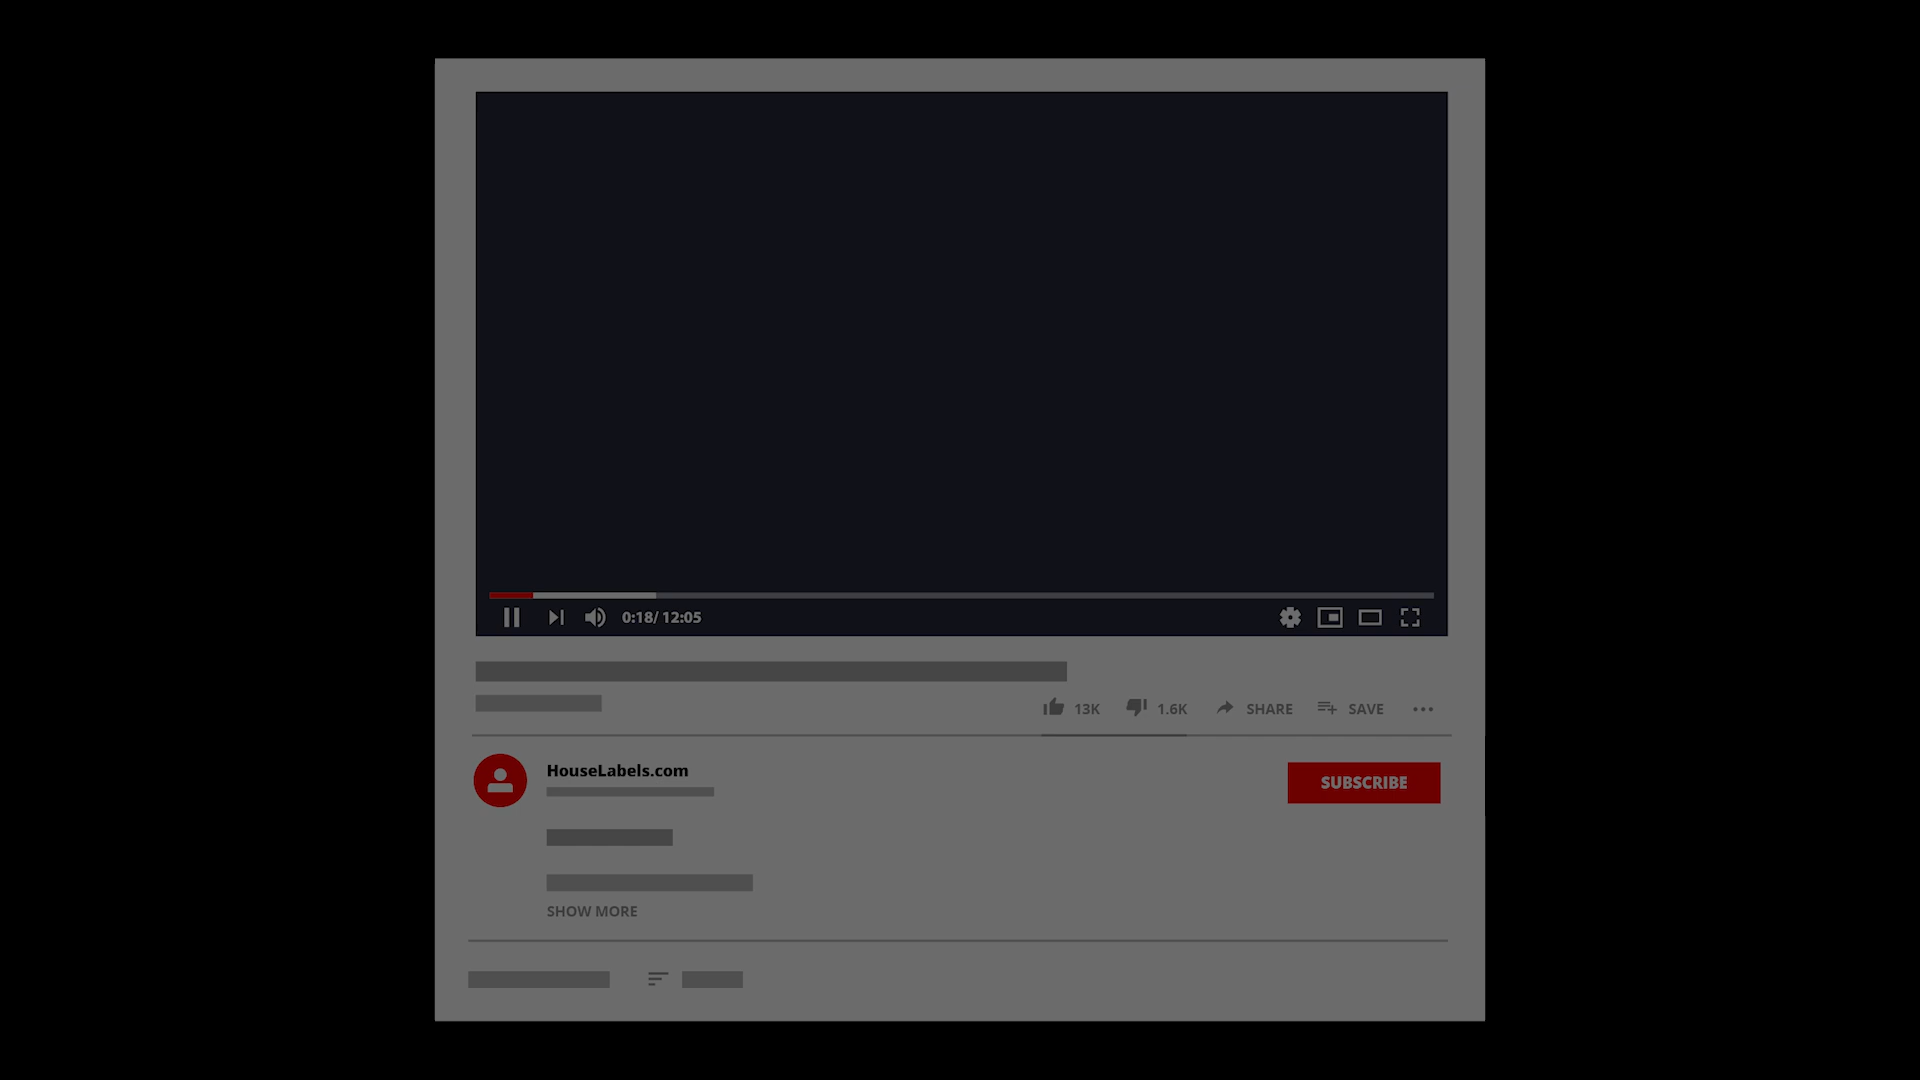 0:18/ 12:05
13K 1.6K SHARE SAVE
HouseLabels.com
SUBSCRIBE
SHOW MORE